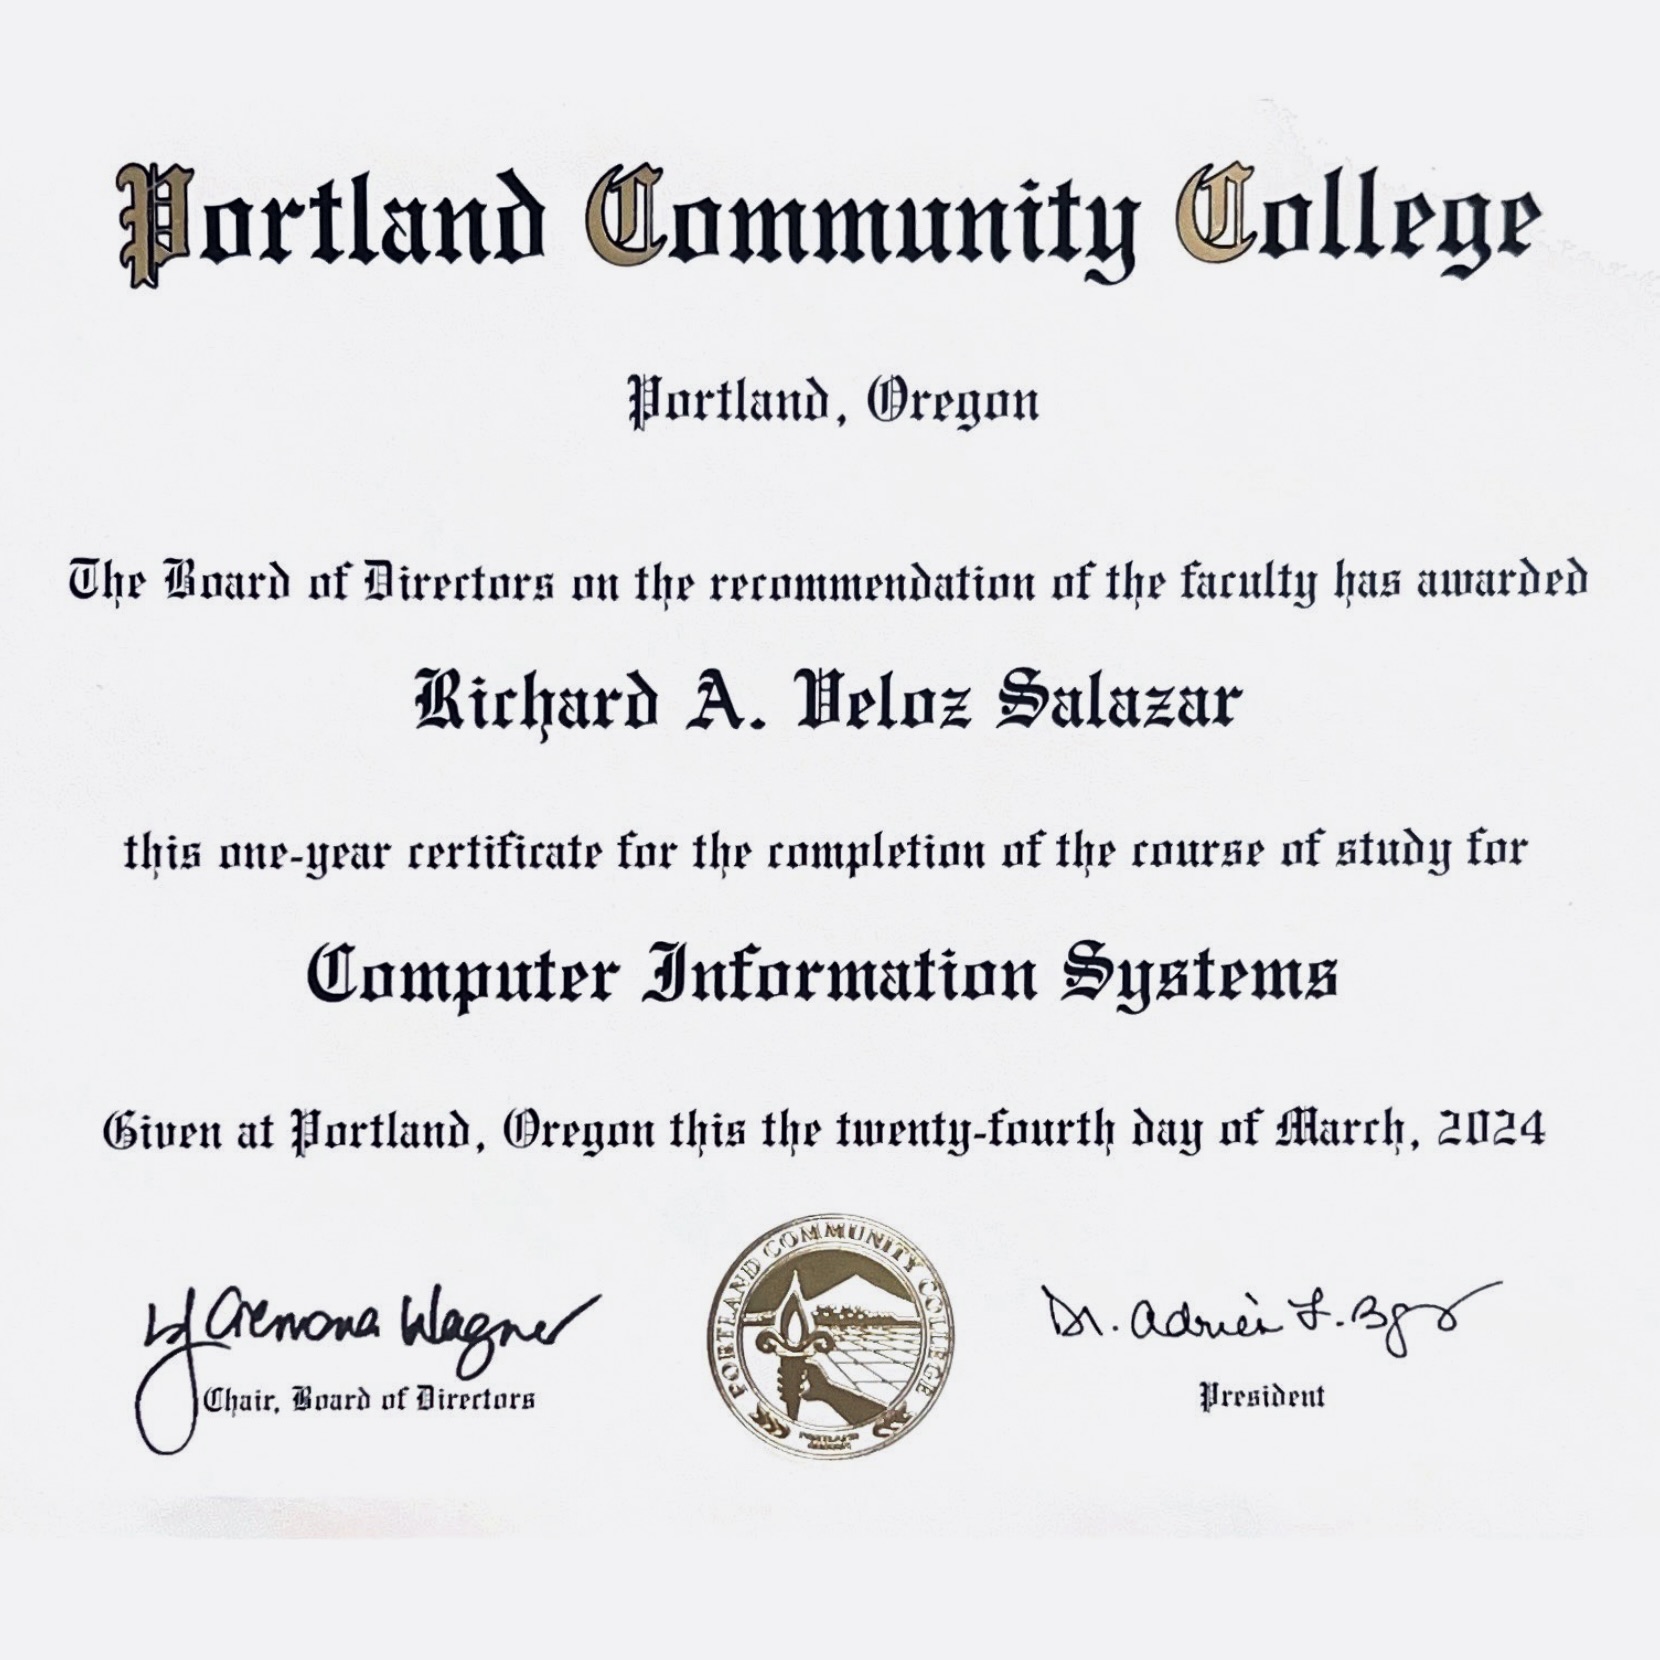 Portland Community College
Portland, Oregon
The Board of Directors on the recommendation of the faculty has awarded
Richard A. Veloz Salazar
this one-year certificate for the completion of the course of study for
Computer Information Systems
Given at Portland, Oregon this the twenty-fourth day of March, 2024
PORTLAND COMMUNITY COLLEGE
PORTLAND
OREGON
Wagner
Dr. Adrien L. B
Chair, Board of Directors
President